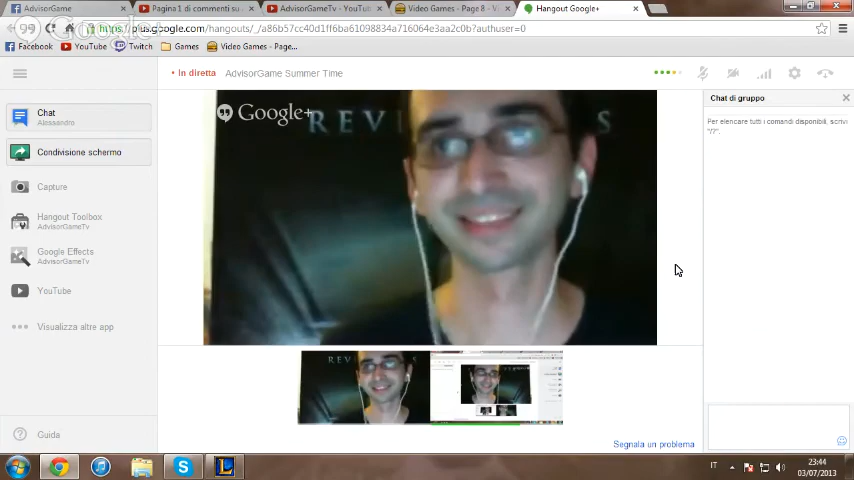 AdvisorGame
Pagina 1 di commenti su
AdvisorGameTv - YouTu
Video Games - Page 8 - V
Hangout Google+
https://plus.google.com/hangouts/_/a86b57cc40d1ff6ba61098834a716064e3aa2c0b?authuser=0
Facebook
YouTube
Twitch
Games
Video Games - Page...
In diretta
AdvisorGame Summer Time
Chat di gruppo
Per elencare tutti i comandi disponibili, scrivi
"/?".
Chat
Alessandro
Condivisione schermo
Capture
Hangout Toolbox
AdvisorGameTv
Google Effects
AdvisorGameTv
YouTube
Visualizza altre app
Guida
Google+
REV
S
REV
Segnala un problema
IT
23:44
03/07/2013